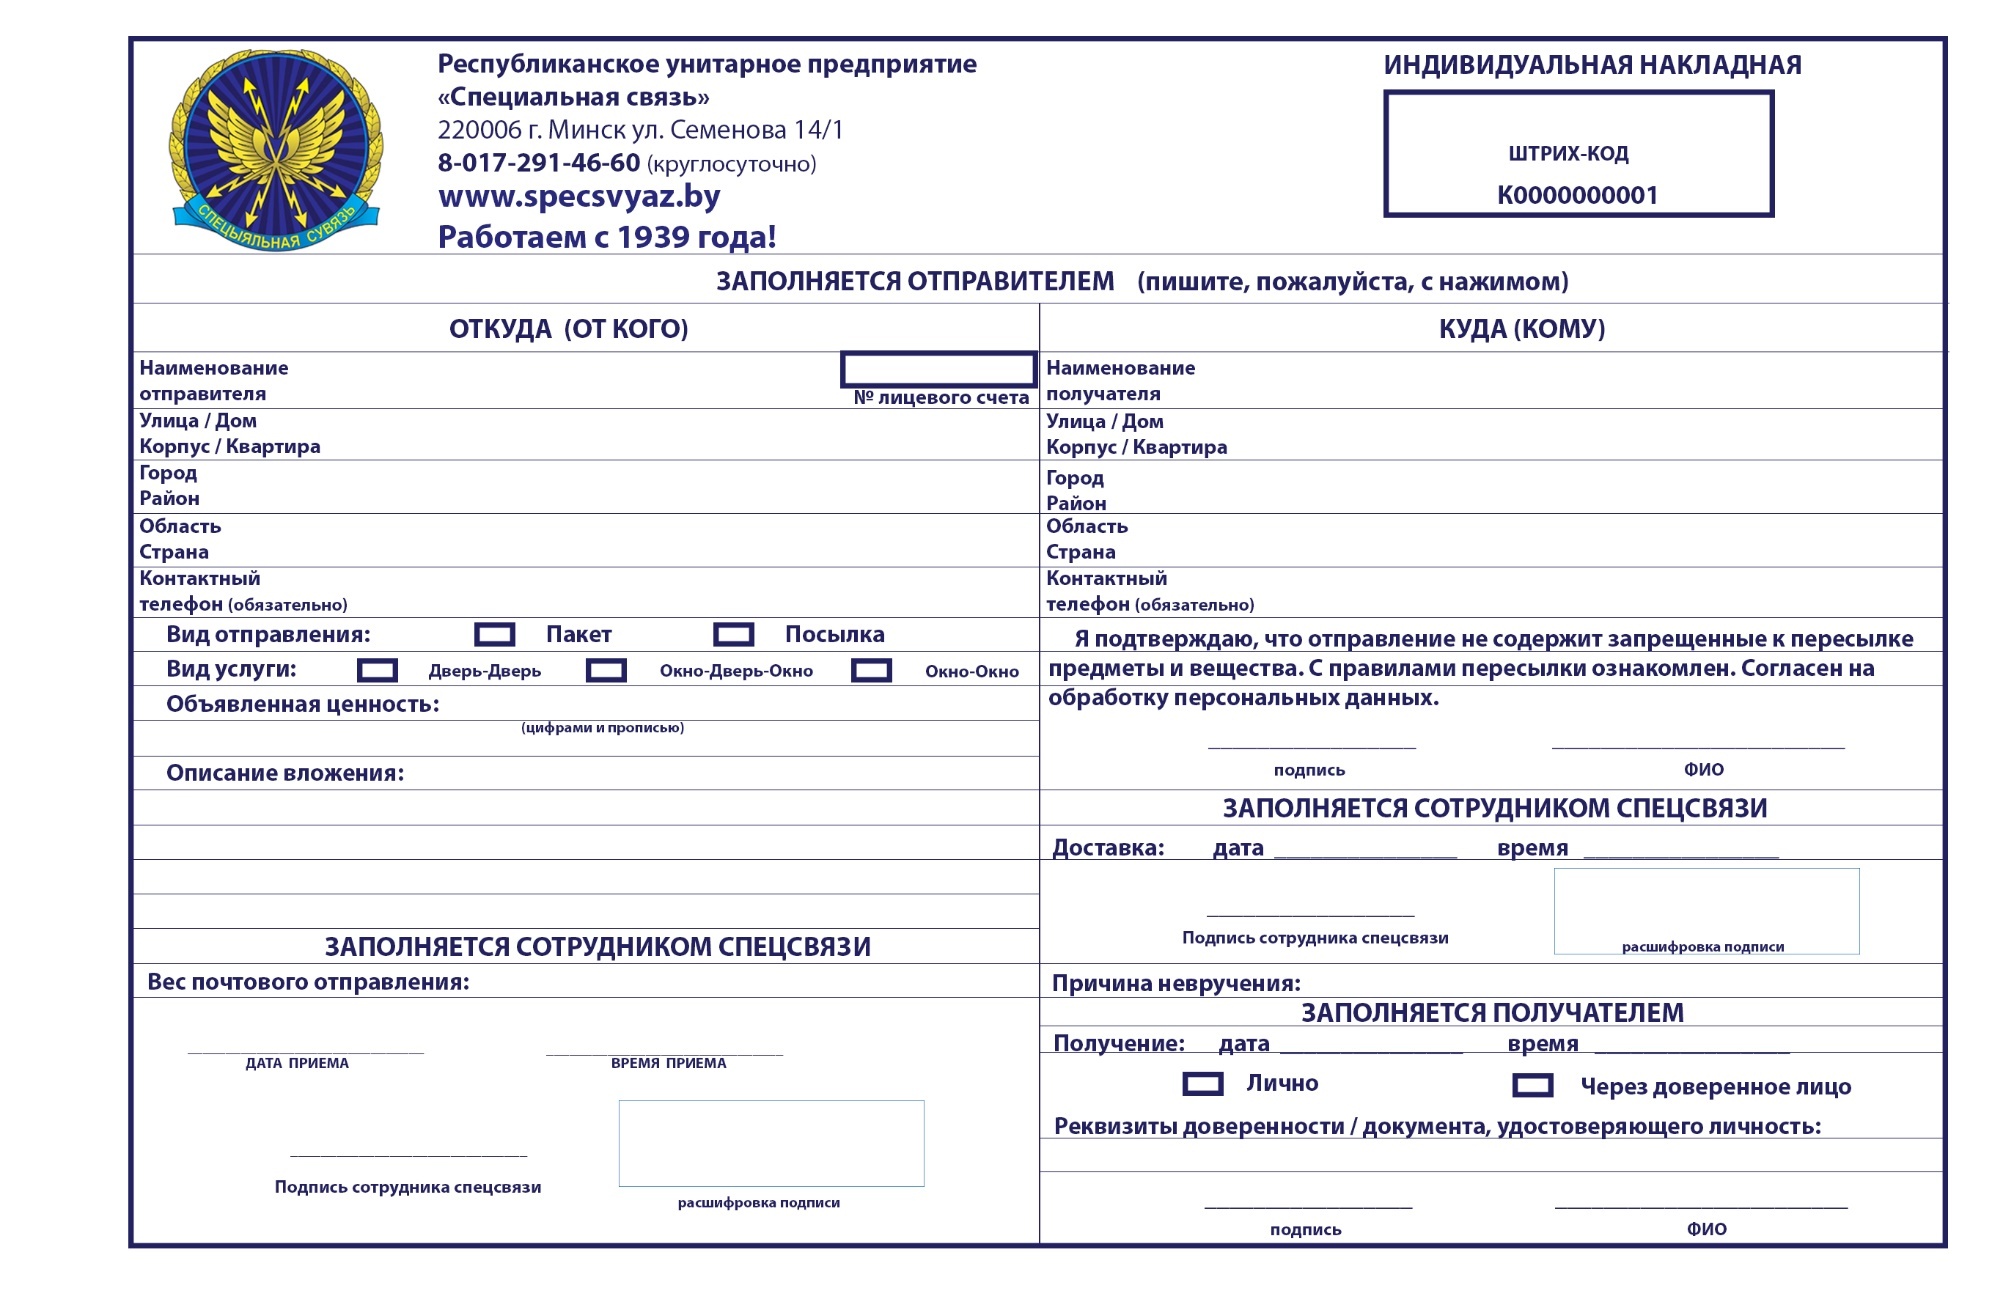 СПЕЦЫЯЛЬНАЯ СУВЯЗЬ
Республиканское унитарное предприятие
«Специальная связь»
220006 г. Минск ул. Семенова 14/1
8-017-291-46-60 (круглосуточно)
www.specsvyaz.by
Работаем с 1939 года!
ИНДИВИДУАЛЬНАЯ НАКЛАДНАЯ
ШТРИХ-КОД
К0000000001
ЗАПОЛНЯЕТСЯ ОТПРАВИТЕЛЕМ (пишите, пожалуйста, с нажимом)
ОТКУДА (ОТ КОГО)
Наименование
отправителя
№ лицевого счета
Улица / Дом
Корпус / Квартира
Город
Район
Область
Страна
Контактный
телефон (обязательно)
Вид отправления: Пакет Посылка
Вид услуги: Дверь-Дверь Окно-Дверь-Окно Окно-Окно
Объявленная ценность:
(цифрами и прописью)
Описание вложения:
ЗАПОЛНЯЕТСЯ СОТРУДНИКОМ СПЕЦСВЯЗИ
Вес почтового отправления:
ДАТА ПРИЕМА ВРЕМЯ ПРИЕМА
Подпись сотрудника спецсвязи
расшифровка подписи
КУДА (КОМУ)
Наименование
получателя
Улица / Дом
Корпус / Квартира
Город
Район
Область
Страна
Контактный
телефон (обязательно)
Я подтверждаю, что отправление не содержит запрещенные к пересылке
предметы и вещества. С правилами пересылки ознакомлен. Согласен на
обработку персональных данных.
подпись ФИО
ЗАПОЛНЯЕТСЯ СОТРУДНИКОМ СПЕЦСВЯЗИ
Доставка: дата время
Подпись сотрудника спецсвязи
расшифровка подписи
Причина невручения:
ЗАПОЛНЯЕТСЯ ПОЛУЧАТЕЛЕМ
Получение: дата время
Лично Через доверенное лицо
Реквизиты доверенности / документа, удостоверяющего личность:
подпись ФИО